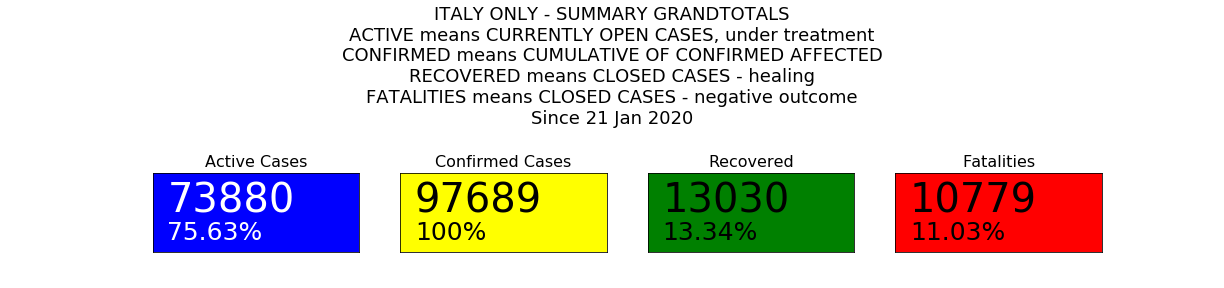 ITALY ONLY - SUMMARY GRANDTOTALS
ACTIVE means CURRENTLY OPEN CASES, under treatment
CONFIRMED means CUMULATIVE OF CONFIRMED AFFECTED
RECOVERED means CLOSED CASES - healing
FATALITIES means CLOSED CASES - negative outcome
Since 21 Jan 2020
Active Cases
73880
75.63%
Confirmed Cases
97689
100%
Recovered
13030
13.34%
Fatalities
10779
11.03%